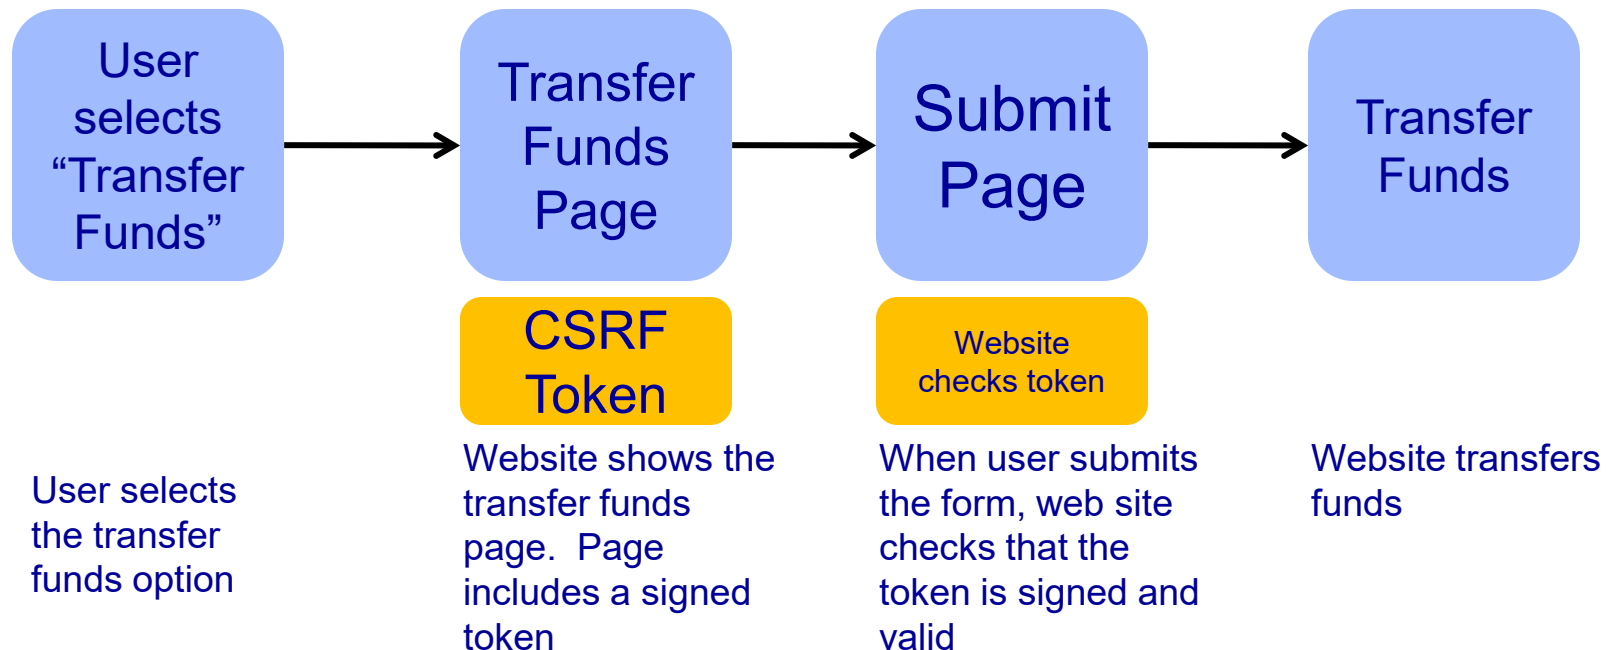 User
selects
“Transfer
Funds”
Transfer
Funds
Page
Submit
Page
Transfer
Funds
CSRF
Token
Website
checks token
User selects
the transfer
funds option
Website shows the
transfer funds
page.  Page
includes a signed
token
When user submits
the form, web site
checks that the
token is signed and
valid
Website transfers
funds